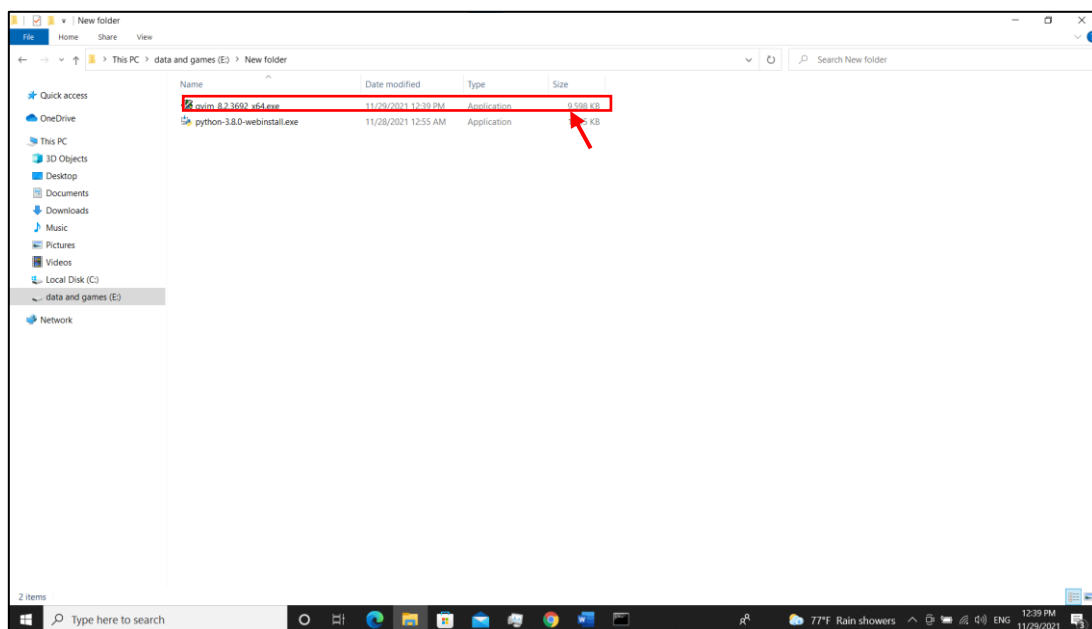 New folder
File Home Share View
This PC > data and games (E:) > New folder
Search New folder
Name Date modified Type Size
gvim_8.2.3692_x64.exe 11/29/2021 12:39 PM Application 9,598 KB
python-3.8.0-webinstall.exe 11/28/2021 12:55 AM Application KB
Quick access
OneDrive
This PC
3D Objects
Desktop
Documents
Downloads
Music
Pictures
Videos
Local Disk (C:)
data and games (E:)
Network
2 items
Type here to search
77°F Rain showers
ENG
12:39 PM
11/29/2021